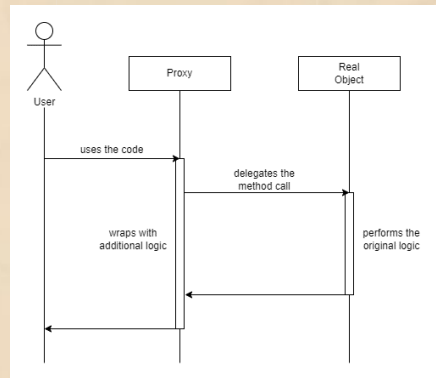 Proxy
Real
Object
User
uses the code
delegates the
method call
wraps with
additional logic
performs the
original logic